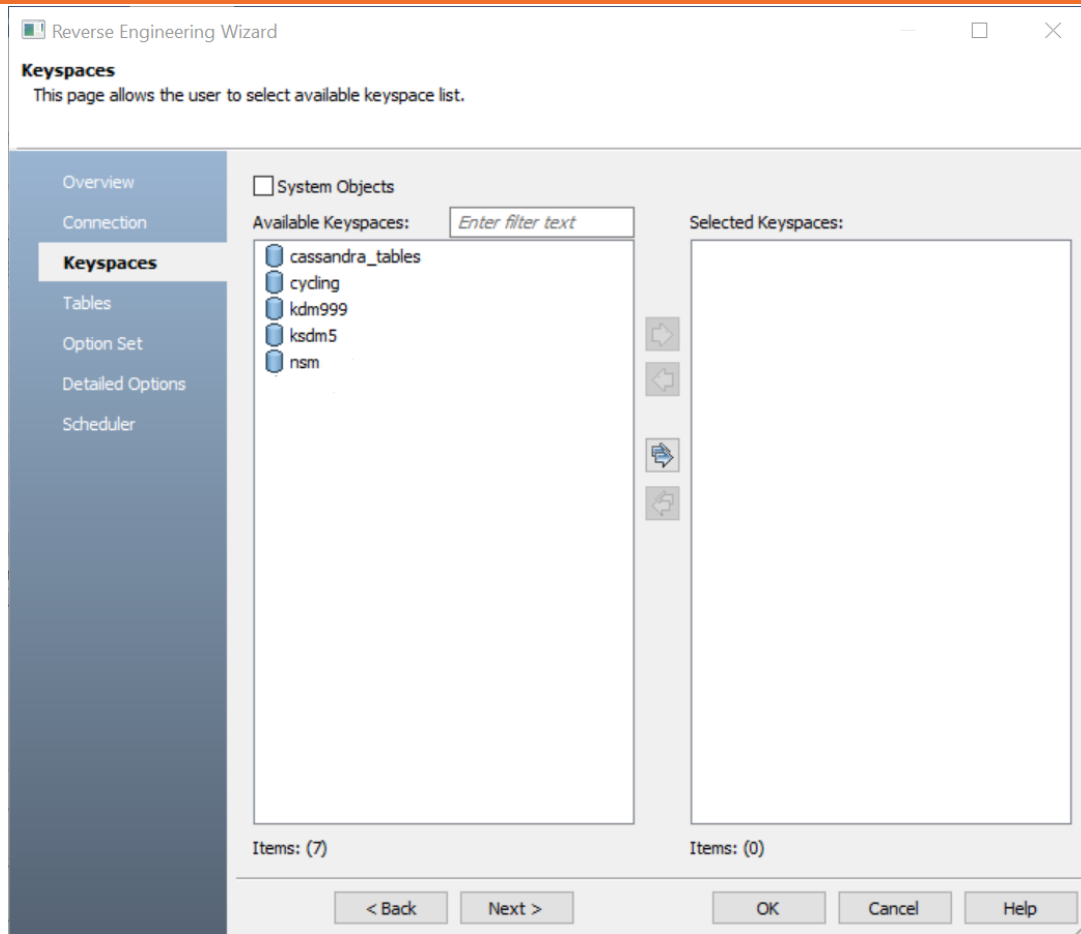 Reverse Engineering Wizard
Keyspaces
This page allows the user to select available keyspace list.
Overview
Connection
Keyspaces
Tables
Option Set
Detailed Options
Scheduler
System Objects
Available Keyspaces:
Enter filter text
Selected Keyspaces:
cassandra_tables
cycling
kdm999
ksdm5
nsm
Items: (7)
Items: (0)
< Back
Next >
OK
Cancel
Help